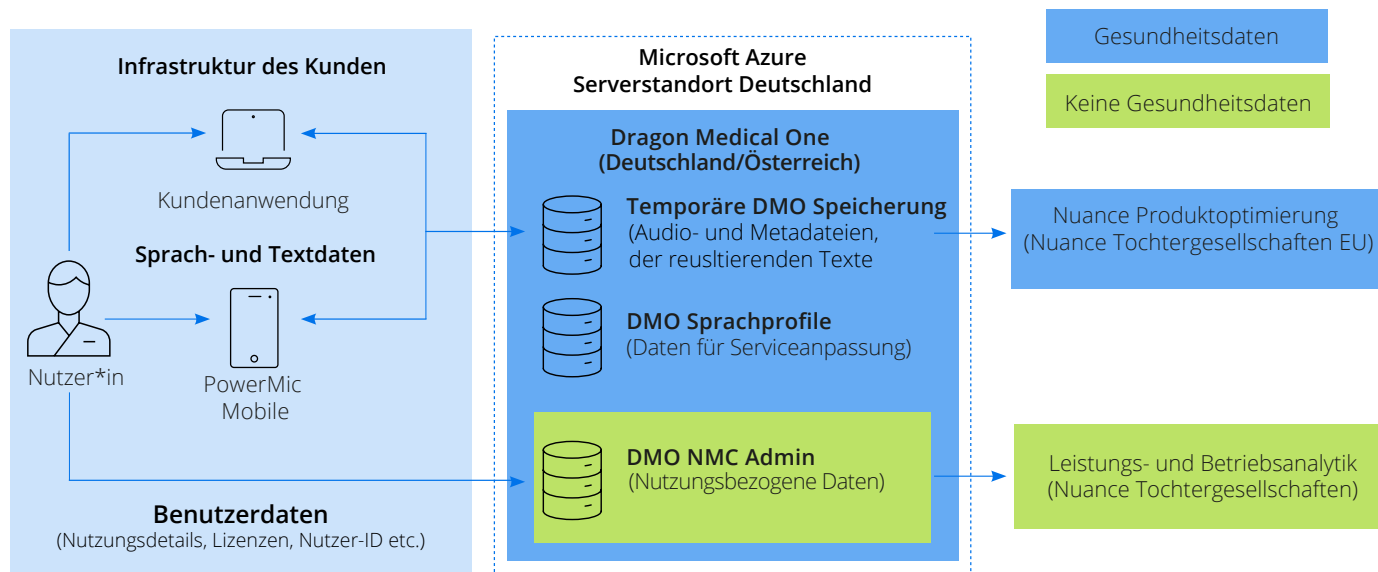 Infrastruktur des Kunden
Kundenanwendung
Sprach- und Textdaten
Nutzer*in
PowerMic
Mobile
Benutzerdaten
(Nutzungsdetails, Lizenzen, Nutzer-ID etc.)
Microsoft Azure
Serverstandort Deutschland
Dragon Medical One
(Deutschland/Österreich)
Temporäre DMO Speicherung
(Audio- und Metadateien,
der reusltierenden Texte
DMO Sprachprofile
(Daten für Serviceanpassung)
DMO NMC Admin
(Nutzungsbezogene Daten)
Gesundheitsdaten
Keine Gesundheitsdaten
Nuance Produktoptimierung
(Nuance Tochtergesellschaften EU)
Leistungs- und Betriebsanalytik
(Nuance Tochtergesellschaften)